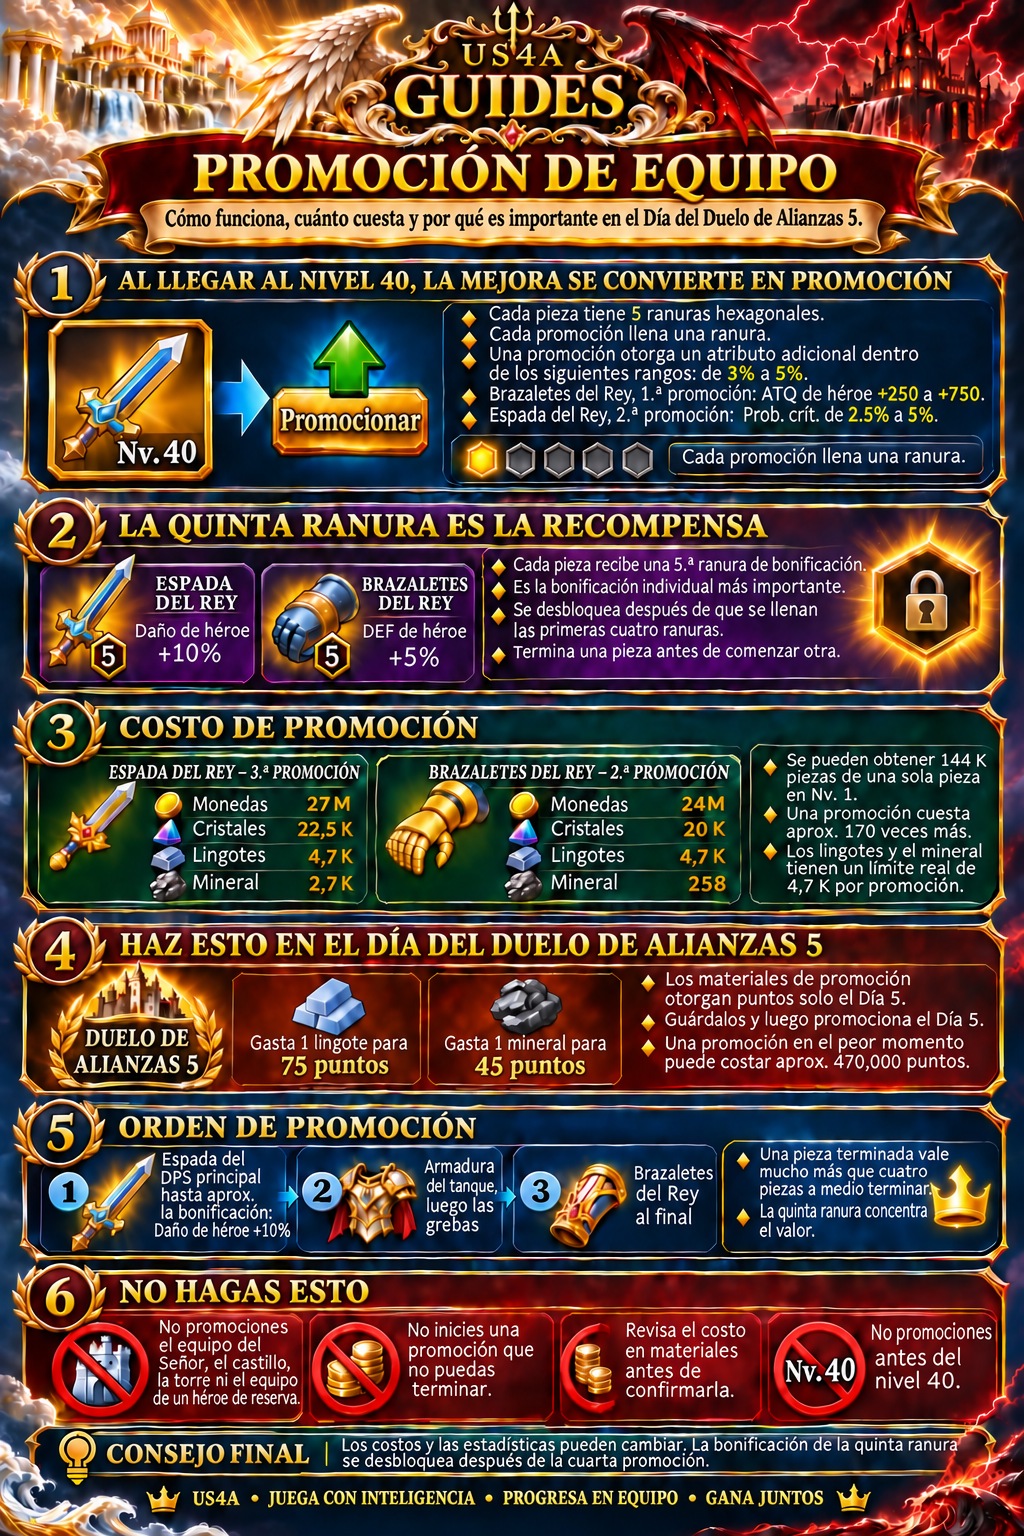 US4A
GUIDES
PROMOCIÓN DE EQUIPO
Cómo funciona, cuánto cuesta y por qué es importante en el Día del Duelo de Alianzas 5.
1 AL LLEGAR AL NIVEL 40, LA MEJORA SE CONVIERTE EN PROMOCIÓN
Nv. 40
Promocionar
Cada pieza tiene 5 ranuras hexagonales.
Cada promoción llena una ranura.
Una promoción otorga un atributo adicional dentro
de los siguientes rangos: de 3% a 5%.
Brazaletes del Rey, 1.ª promoción: ATQ de héroe +250 a +750.
Espada del Rey, 2.ª promoción: Prob. crít. de 2.5% a 5%.
Cada promoción llena una ranura.
2 LA QUINTA RANURA ES LA RECOMPENSA
ESPADA
DEL REY
Daño de héroe
+10%
5
BRAZALETES
DEL REY
DEF de héroe
+5%
5
Cada pieza recibe una 5.ª ranura de bonificación.
Es la bonificación individual más importante.
Se desbloquea después de que se llenan
las primeras cuatro ranuras.
Termina una pieza antes de comenzar otra.
3 COSTO DE PROMOCIÓN
ESPADA DEL REY – 3.ª PROMOCIÓN
Monedas 27 M
Cristales 22,5 K
Lingotes 4,7 K
Mineral 2,7 K
BRAZALETES DEL REY – 2.ª PROMOCIÓN
Monedas 24M
Cristales 20 K
Lingotes 4,7 K
Mineral 258
Se pueden obtener 144 K
piezas de una sola pieza
en Nv. 1.
Una promoción cuesta
aprox. 170 veces más.
Los lingotes y el mineral
tienen un límite real de
4,7 K por promoción.
4 HAZ ESTO EN EL DÍA DEL DUELO DE ALIANZAS 5
DUELO DE
ALIANZAS 5
Gasta 1 lingote para
75 puntos
Gasta 1 mineral para
45 puntos
Los materiales de promoción
otorgan puntos solo el Día 5.
Guárdalos y luego promociona el Día 5.
Una promoción en el peor momento
puede costar aprox. 470,000 puntos.
5 ORDEN DE PROMOCIÓN
1
Espada del
DPS principal
hasta aprox.
la bonificación:
Daño de héroe +10%
2
Armadura
del tanque,
luego las
grebas
3
Brazaletes
del Rey
al final
Una pieza terminada vale
mucho más que cuatro
piezas a medio terminar.
La quinta ranura concentra
el valor.
6 NO HAGAS ESTO
No promociones
el equipo del
Señor, el castillo,
la torre ni el equipo
de un héroe de reserva.
No inicies una
promoción que
no puedas
terminar.
Revisa el costo
en materiales
antes de
confirmarla.
Nv. 40
No promociones
antes del
nivel 40.
CONSEJO FINAL
Los costos y las estadísticas pueden cambiar. La bonificación de la quinta ranura
se desbloquea después de la cuarta promoción.
US4A • JUEGA CON INTELIGENCIA • PROGRESA EN EQUIPO • GANA JUNTOS